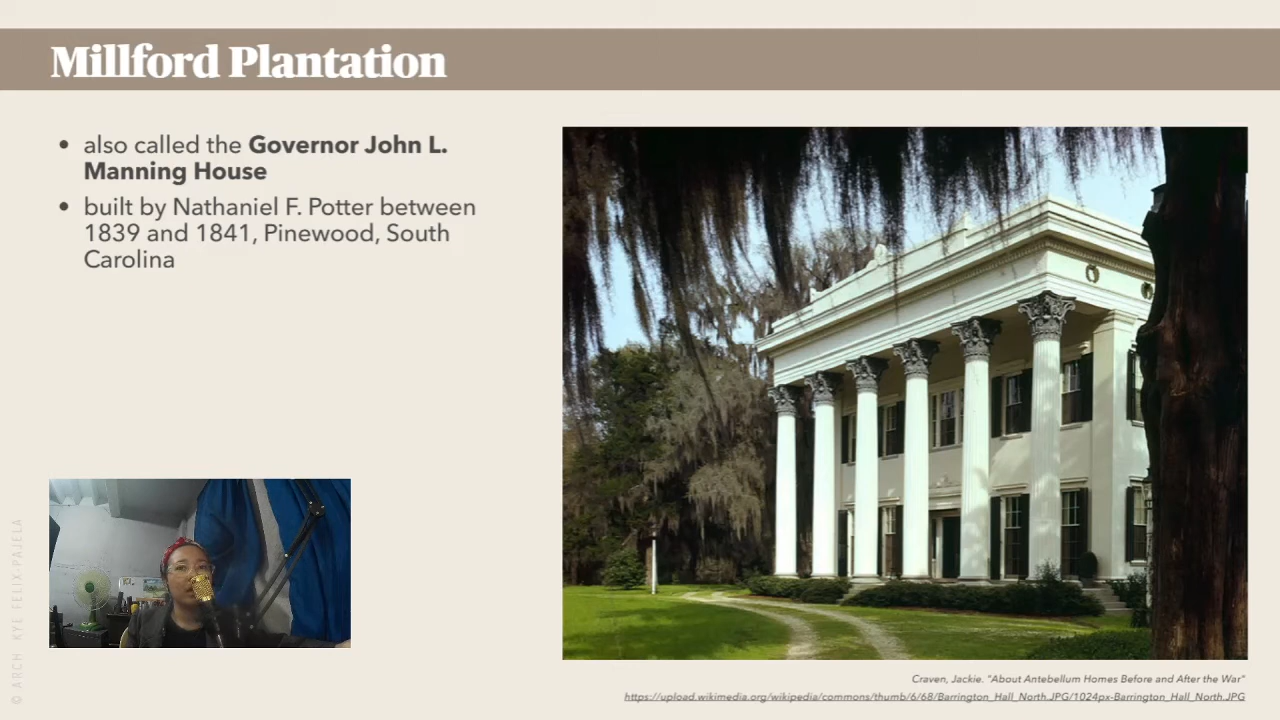 Millford Plantation
• also called the Governor John L.
Manning House
• built by Nathaniel F. Potter between
1839 and 1841, Pinewood, South
Carolina
© ARCH KYE FELIX-PAJELA
Craven, Jackie. "About Antebellum Homes Before and After the War"
https://upload.wikimedia.org/wikipedia/commons/thumb/6/68/Barrington_Hall_North.JPG/1024px-Barrington_Hall_North.JPG